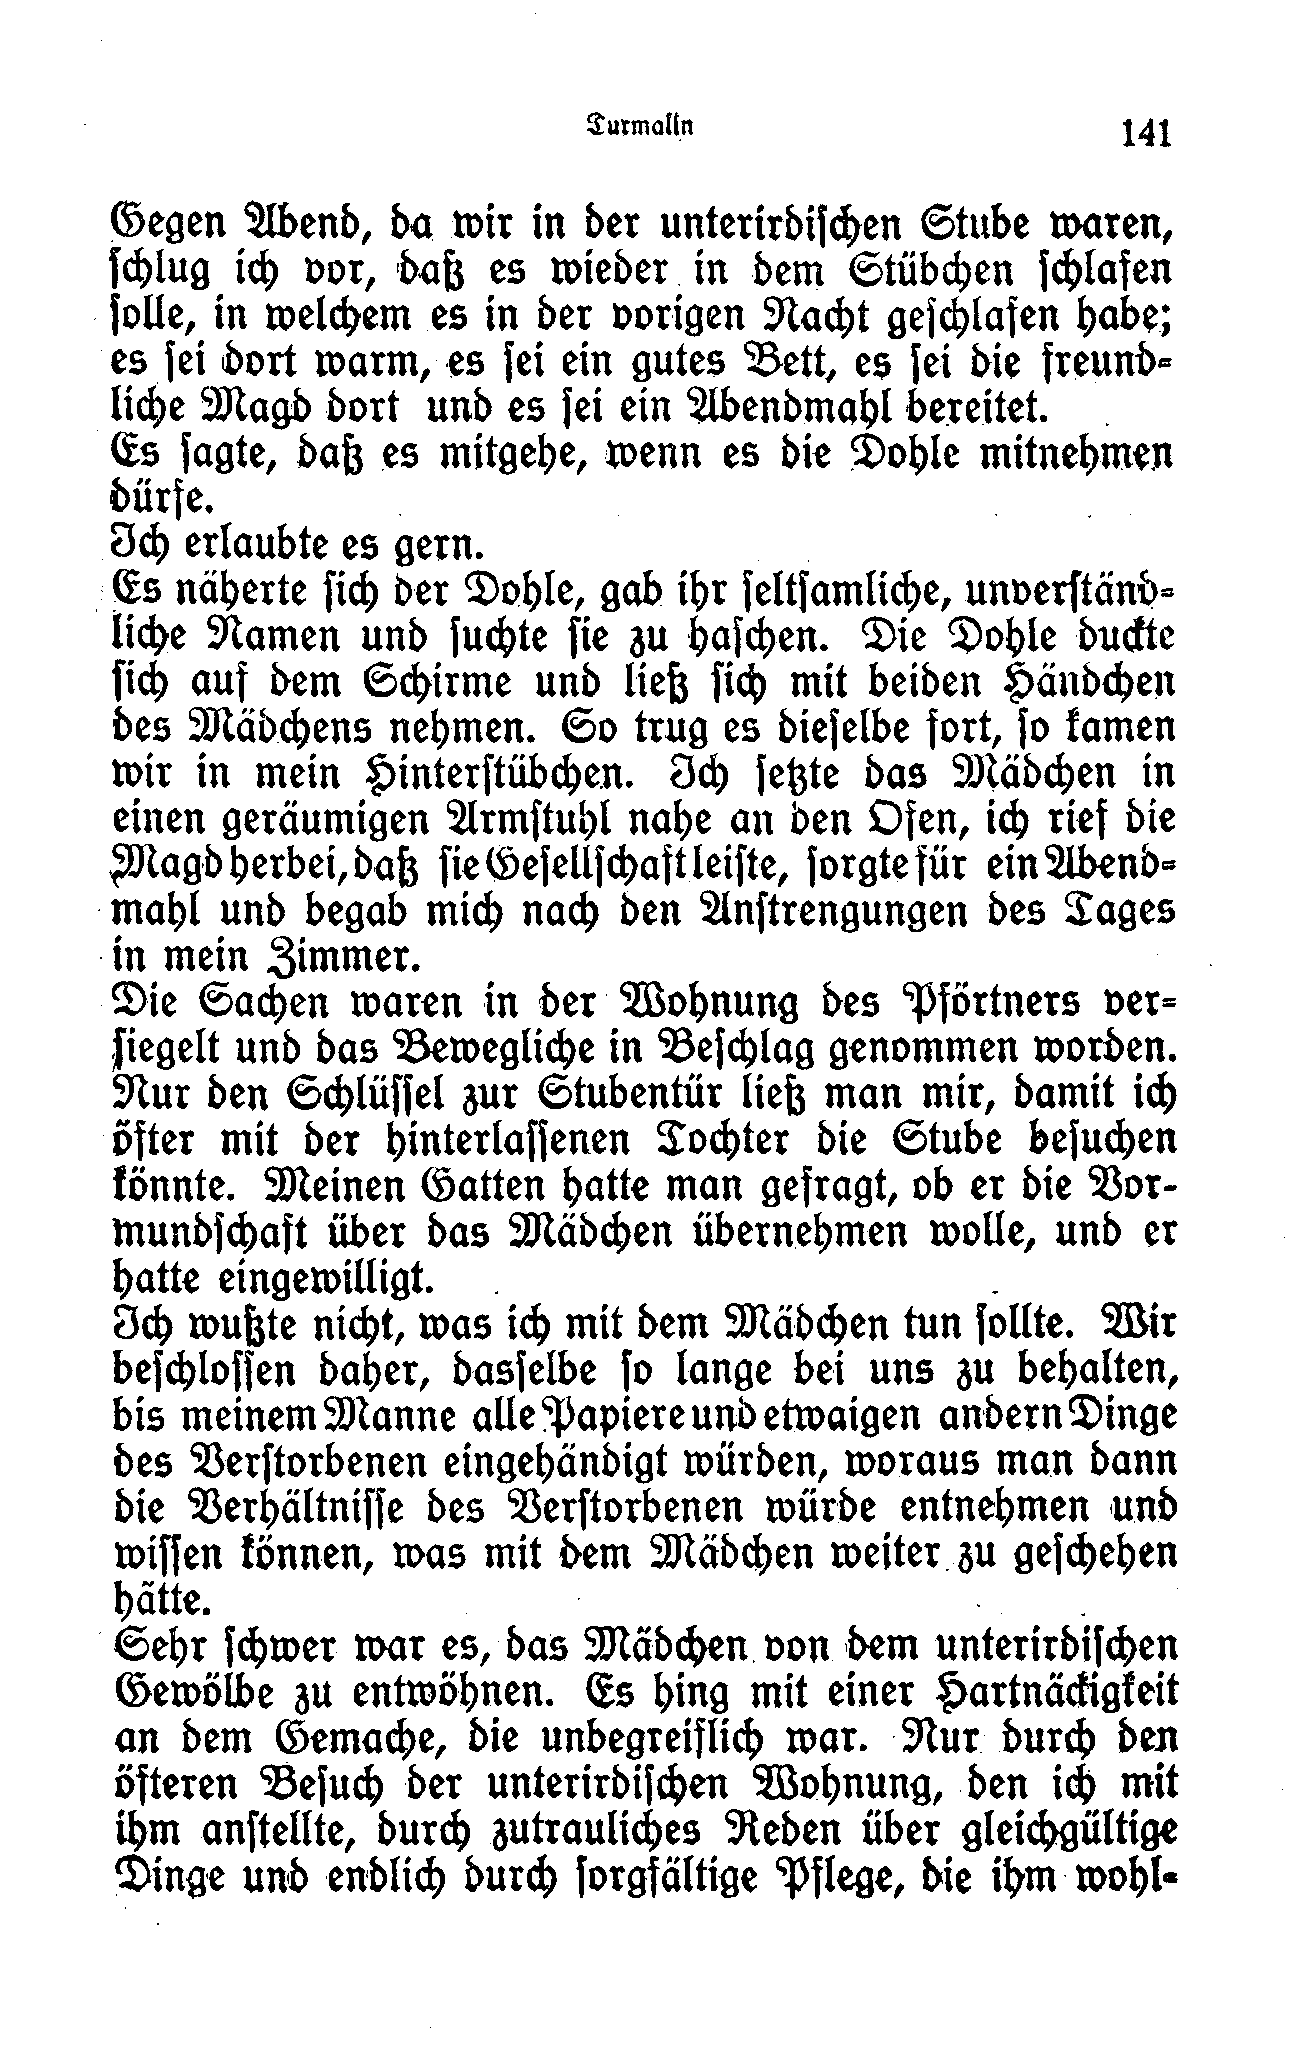 Turmalin 141
Gegen Abend, da wir in der unterirdischen Stube waren,
schlug ich vor, daß es wieder in dem Stübchen schlafen
solle, in welchem es in der vorigen Nacht geschlafen habe;
es sei dort warm, es sei ein gutes Bett, es sei die freund-
liche Magd dort und es sei ein Abendmahl bereitet.
Es sagte, daß es mitgehe, wenn es die Dohle mitnehmen
dürfe.
Ich erlaubte es gern.
Es näherte sich der Dohle, gab ihr seltsamliche, unverständ-
liche Namen und suchte sie zu haschen. Die Dohle duckte
sich auf dem Schirme und ließ sich mit beiden Händchen
des Mädchens nehmen. So trug es dieselbe fort, so kamen
wir in mein Hinterstübchen. Ich setzte das Mädchen in
einen geräumigen Armstuhl nahe an den Ofen, ich rief die
Magd herbei, daß sie Gesellschaft leiste, sorgte für ein Abend-
mahl und begab mich nach den Anstrengungen des Tages
in mein Zimmer.
Die Sachen waren in der Wohnung des Pförtners ver-
siegelt und das Bewegliche in Beschlag genommen worden.
Nur den Schlüssel zur Stubentür ließ man mir, damit ich
öfter mit der hinterlassenen Tochter die Stube besuchen
könnte. Meinen Gatten hatte man gefragt, ob er die Vor-
mundschaft über das Mädchen übernehmen wolle, und er
hatte eingewilligt.
Ich wußte nicht, was ich mit dem Mädchen tun sollte. Wir
beschlossen daher, dasselbe so lange bei uns zu behalten,
bis meinem Manne alle Papiere und etwaigen andern Dinge
des Verstorbenen eingehändigt würden, woraus man dann
die Verhältnisse des Verstorbenen würde entnehmen und
wissen können, was mit dem Mädchen weiter zu geschehen
hätte.
Sehr schwer war es, das Mädchen von dem unterirdischen
Gewölbe zu entwöhnen. Es hing mit einer Hartnäckigkeit
an dem Gemache, die unbegreiflich war. Nur durch den
öfteren Besuch der unterirdischen Wohnung, den ich mit
ihm anstellte, durch zutrauliches Reden über gleichgültige
Dinge und endlich durch sorgfältige Pflege, die ihm wohl-